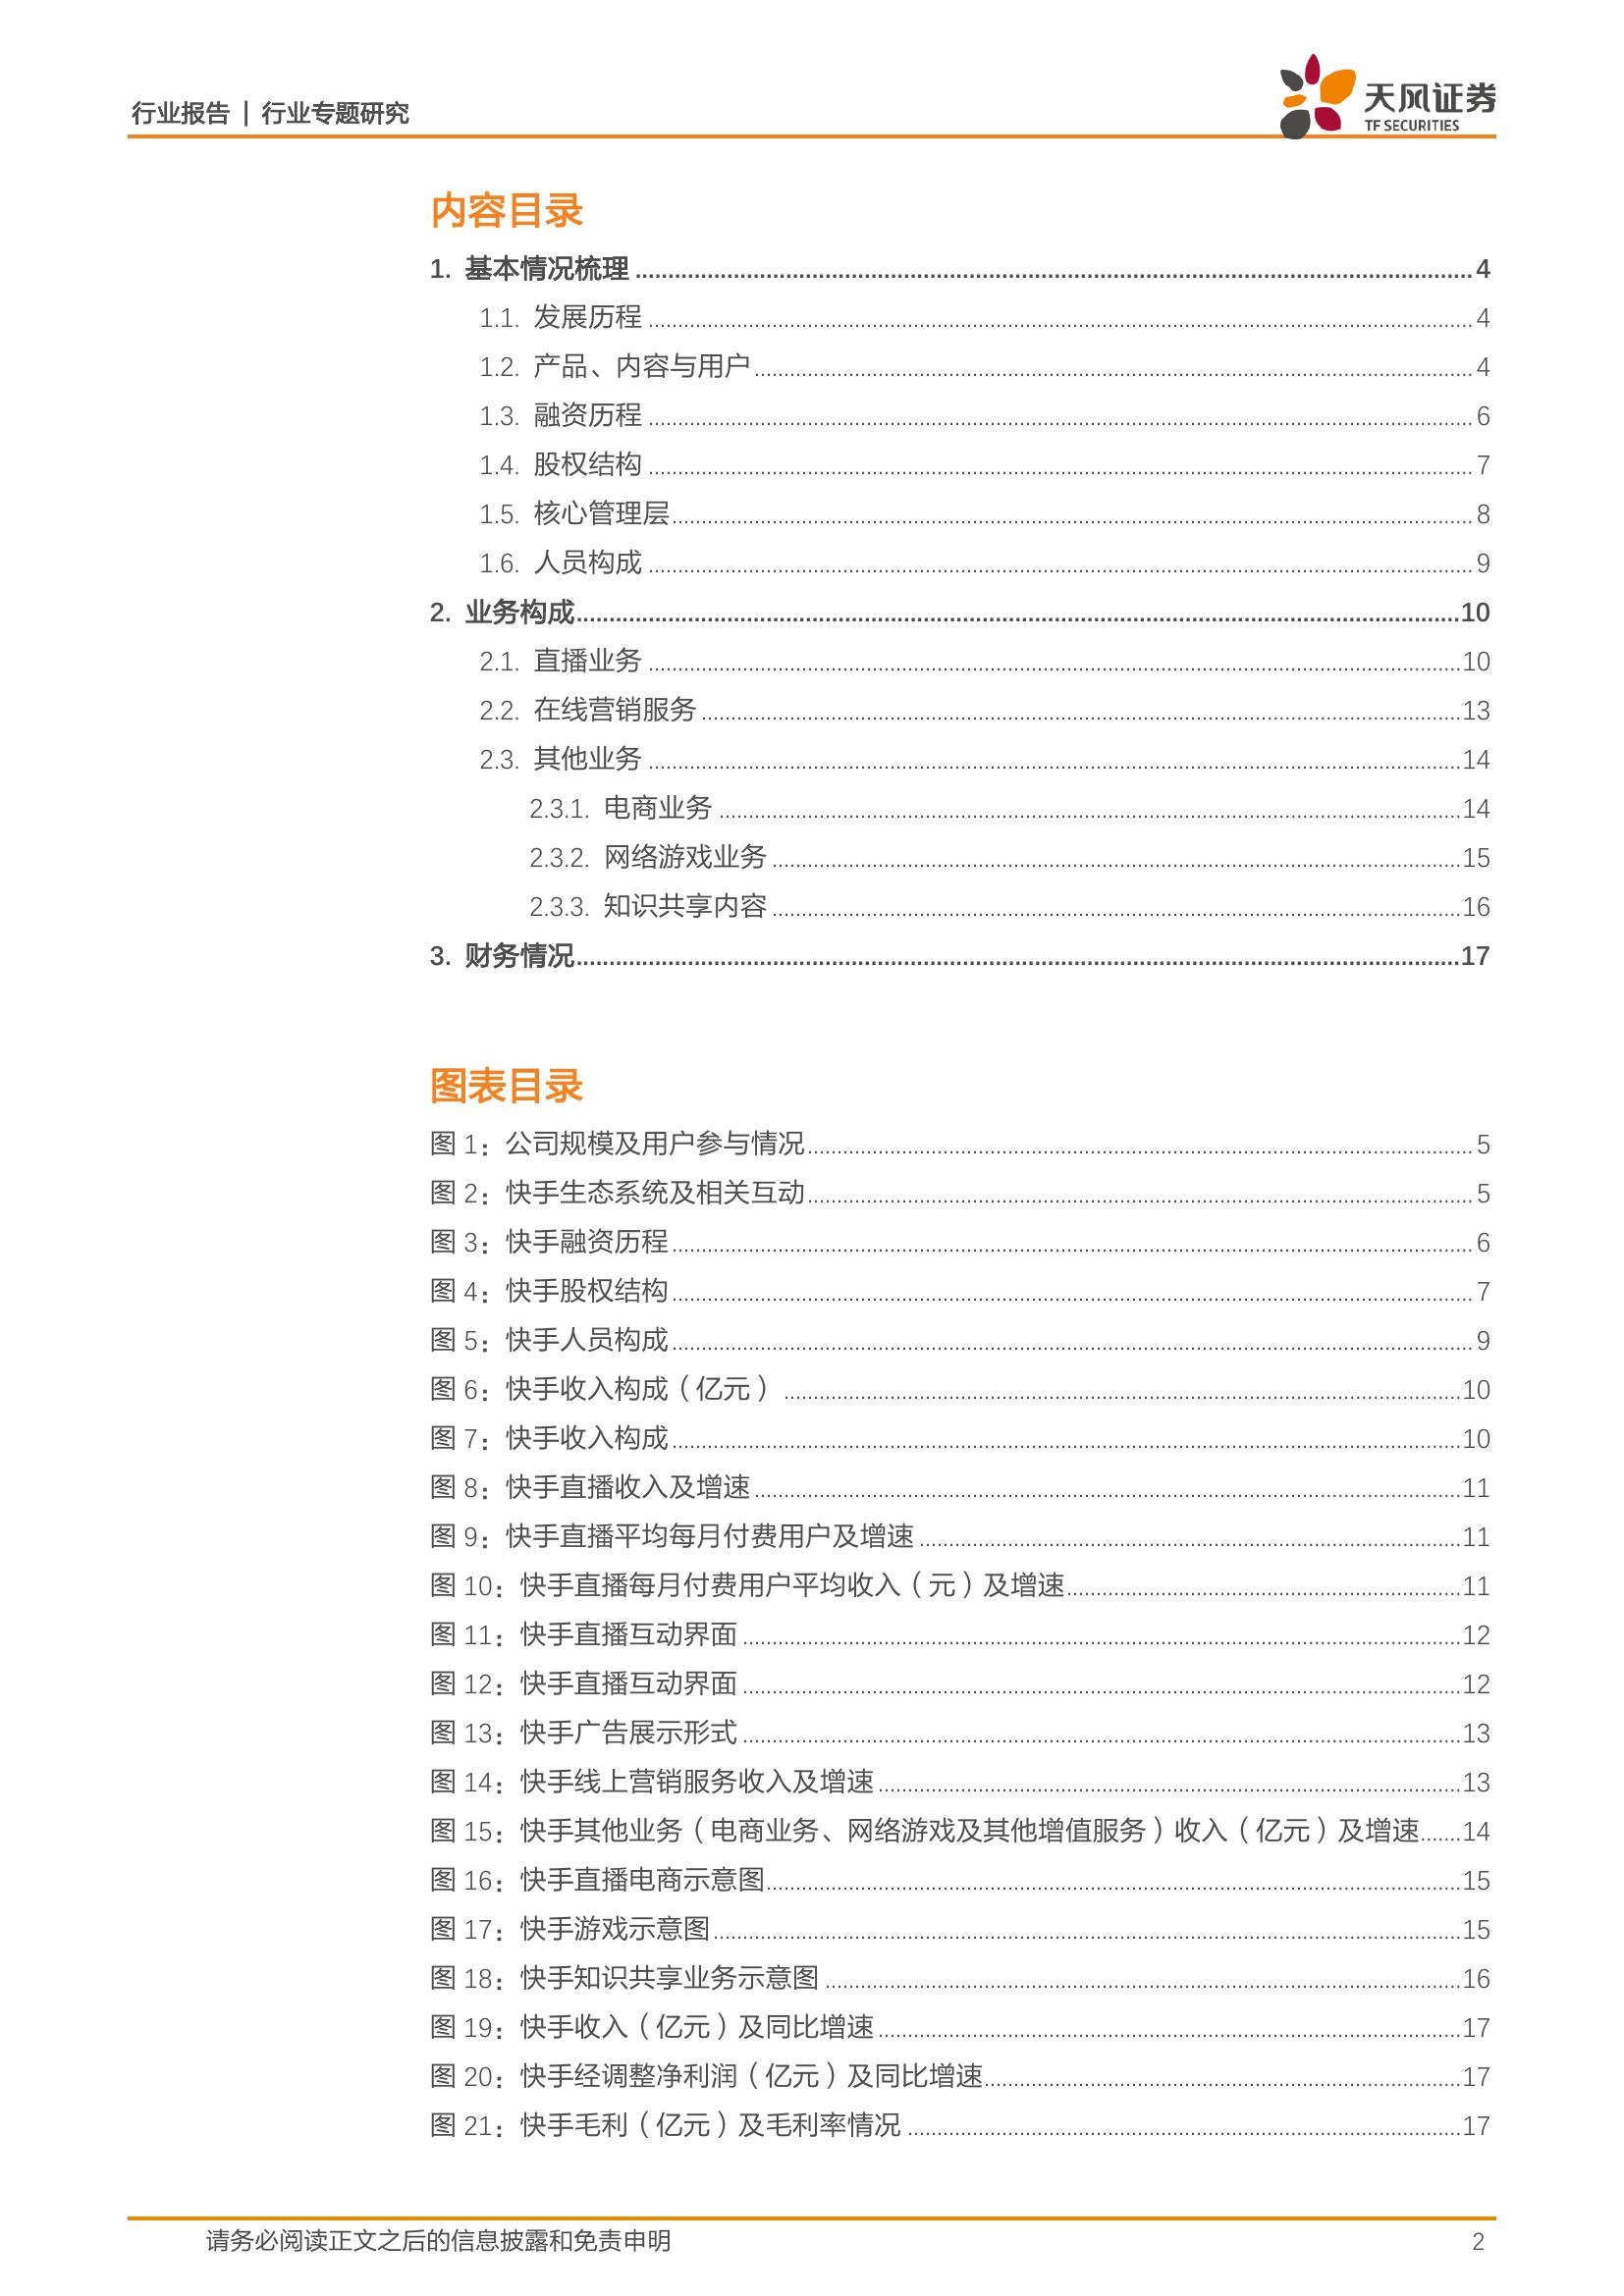 行业报告 | 行业专题研究
天风证券
TF SECURITIES
内容目录
1. 基本情况梳理 ........ 4
1.1. 发展历程 ........ 4
1.2. 产品、内容与用户 ........ 4
1.3. 融资历程 ........ 6
1.4. 股权结构 ........ 7
1.5. 核心管理层 ........ 8
1.6. 人员构成 ........ 9
2. 业务构成 ........ 10
2.1. 直播业务 ........ 10
2.2. 在线营销服务 ........ 13
2.3. 其他业务 ........ 14
2.3.1. 电商业务 ........ 14
2.3.2. 网络游戏业务 ........ 15
2.3.3. 知识共享内容 ........ 16
3. 财务情况 ........ 17
图表目录
图 1：公司规模及用户参与情况 ........ 5
图 2：快手生态系统及相关互动 ........ 5
图 3：快手融资历程 ........ 6
图 4：快手股权结构 ........ 7
图 5：快手人员构成 ........ 9
图 6：快手收入构成（亿元） ........ 10
图 7：快手收入构成 ........ 10
图 8：快手直播收入及增速 ........ 11
图 9：快手直播平均每月付费用户及增速 ........ 11
图 10：快手直播每月付费用户平均收入（元）及增速 ........ 11
图 11：快手直播互动界面 ........ 12
图 12：快手直播互动界面 ........ 12
图 13：快手广告展示形式 ........ 13
图 14：快手线上营销服务收入及增速 ........ 13
图 15：快手其他业务（电商业务、网络游戏及其他增值服务）收入（亿元）及增速 ........ 14
图 16：快手直播电商示意图 ........ 15
图 17：快手游戏示意图 ........ 15
图 18：快手知识共享业务示意图 ........ 16
图 19：快手收入（亿元）及同比增速 ........ 17
图 20：快手经调整净利润（亿元）及同比增速 ........ 17
图 21：快手毛利（亿元）及毛利率情况 ........ 17
请务必阅读正文之后的信息披露和免责申明 2